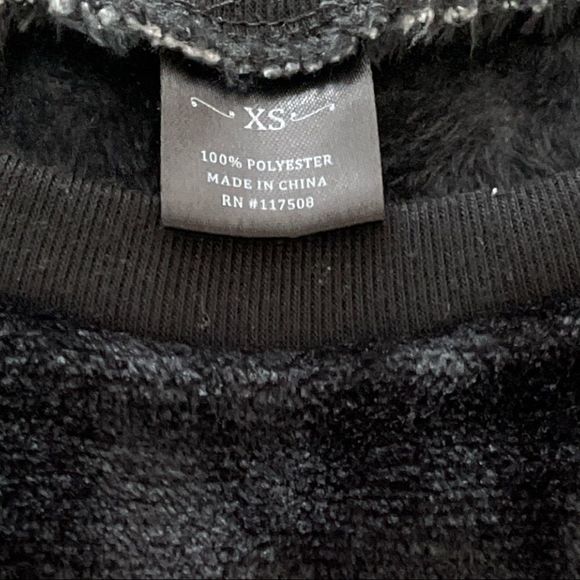 XS
100% POLYESTER
MADE IN CHINA
RN #117508